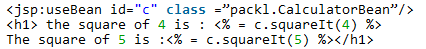 <jsp:useBean id="c" class =”pack1.CalculatorBean”/>
<h1> the square of 4 is : <% = c.squareIt(4) %>
The square of 5 is :<% = c.squareIt(5) %></h1>